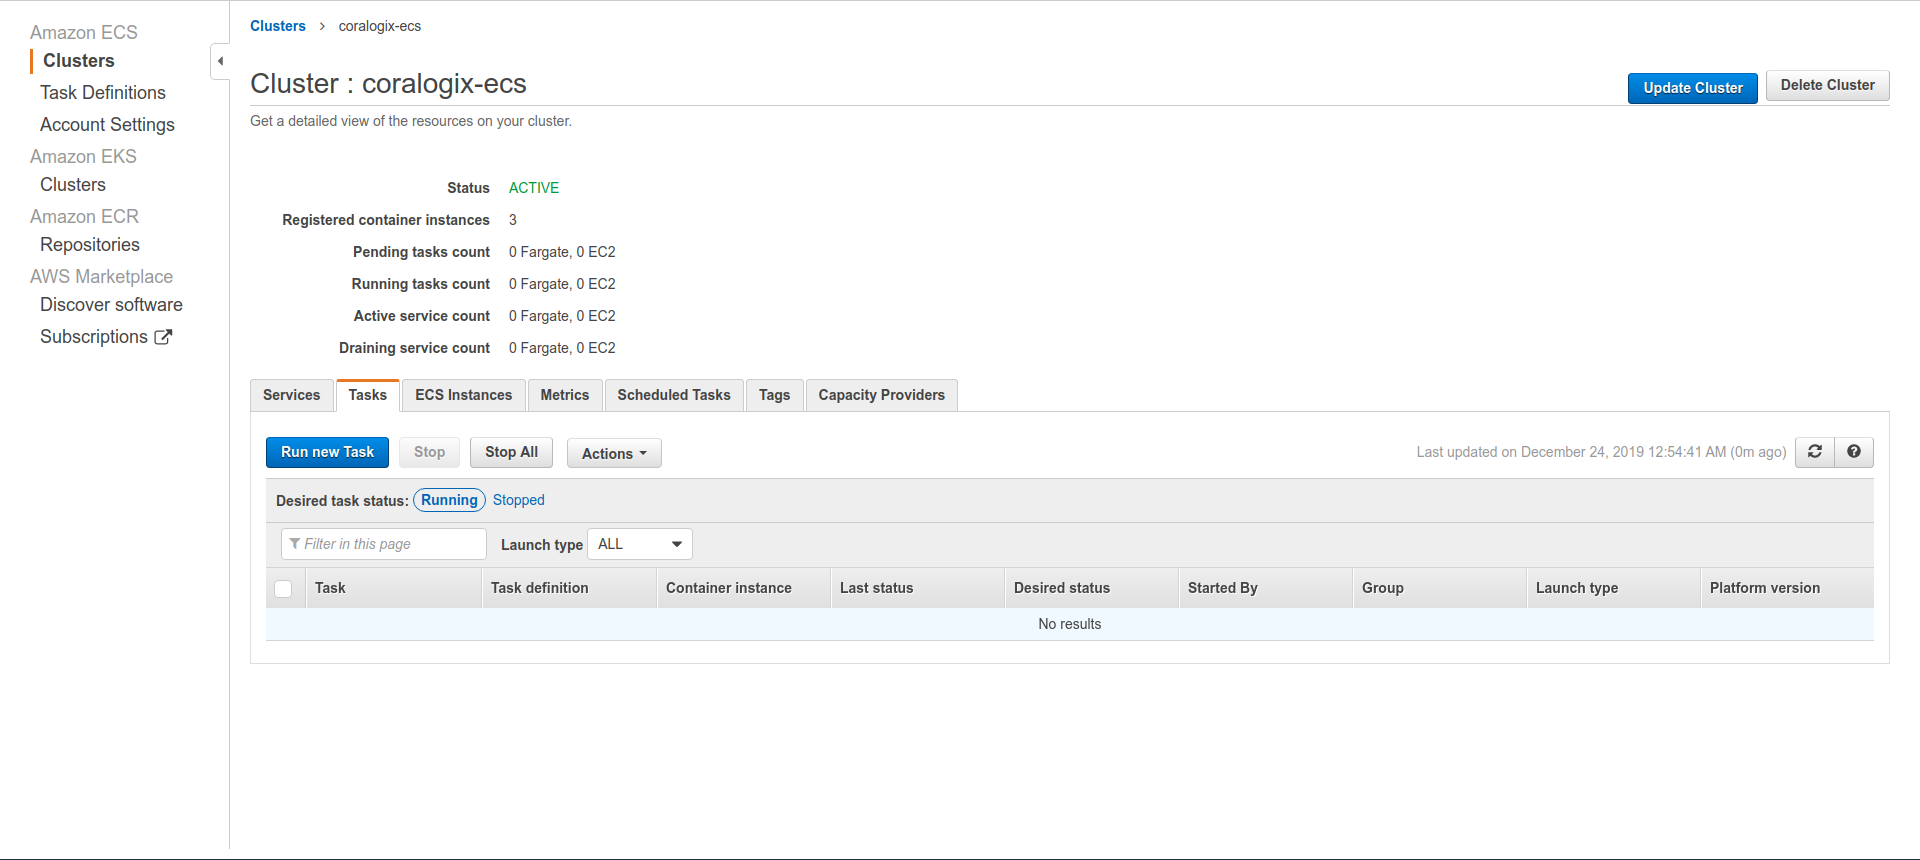 Amazon ECS
Clusters
Task Definitions
Account Settings
Amazon EKS
Clusters
Amazon ECR
Repositories
AWS Marketplace
Discover software
Subscriptions
Clusters > coralogix-ecs
Cluster : coralogix-ecs
Update Cluster Delete Cluster
Get a detailed view of the resources on your cluster.
Status ACTIVE
Registered container instances 3
Pending tasks count 0 Fargate, 0 EC2
Running tasks count 0 Fargate, 0 EC2
Active service count 0 Fargate, 0 EC2
Draining service count 0 Fargate, 0 EC2
Services Tasks ECS Instances Metrics Scheduled Tasks Tags Capacity Providers
Run new Task Stop Stop All Actions Last updated on December 24, 2019 12:54:41 AM (0m ago)
Desired task status: Running Stopped
Filter in this page Launch type ALL
Task Task definition Container instance Last status Desired status Started By Group Launch type Platform version
No results